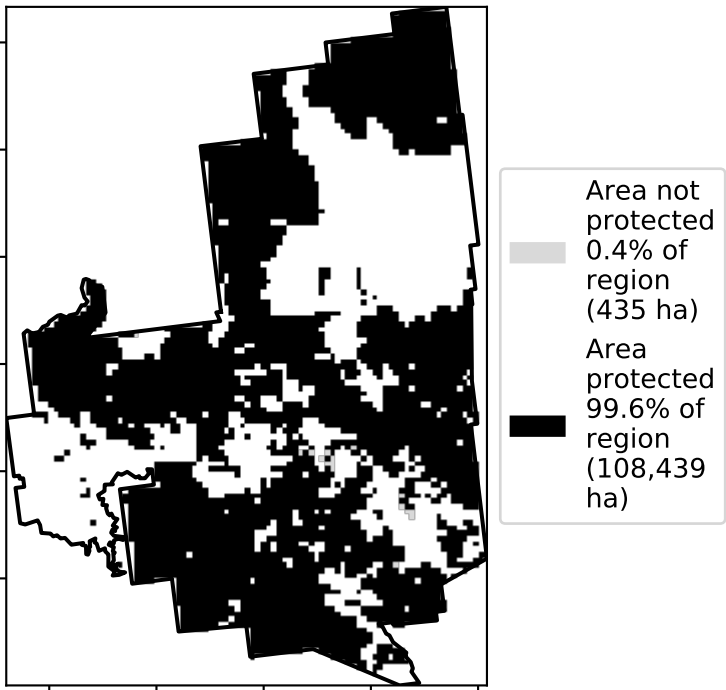 Area not
protected
0.4% of
region
(435 ha)
Area
protected
99.6% of
region
(108,439
ha)